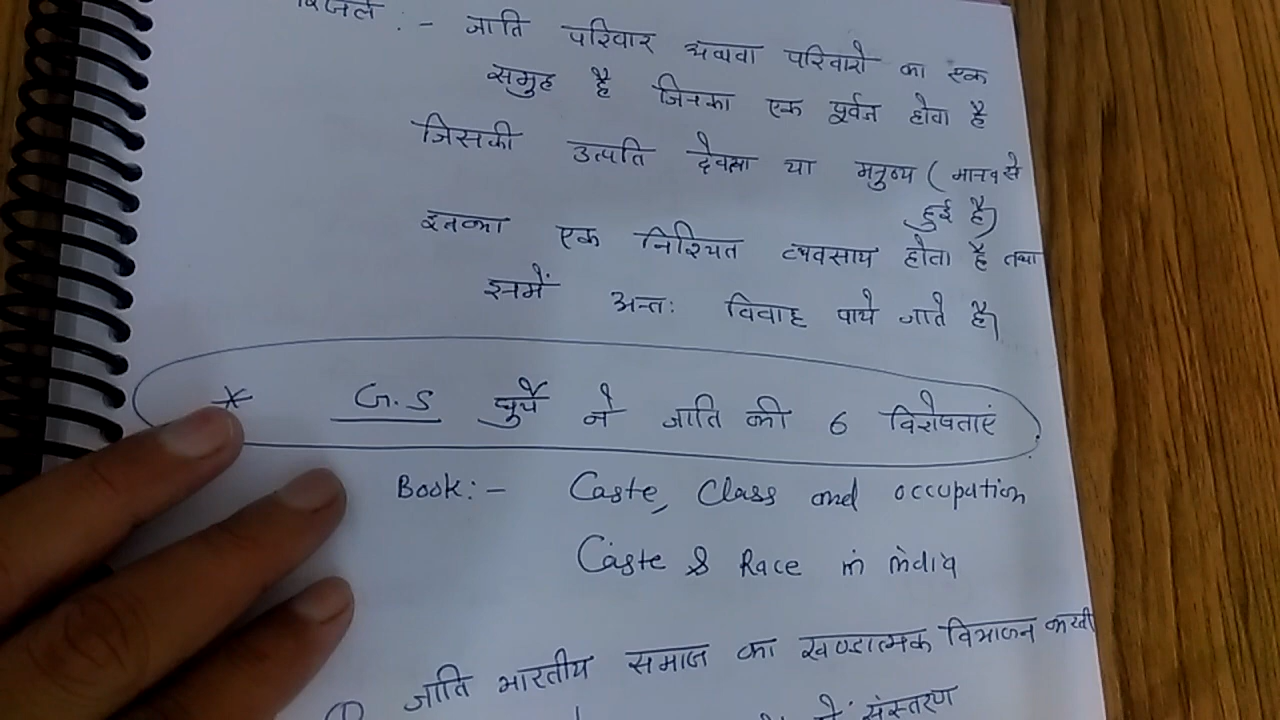 रिजले :- जाति परिवार अथवा परिवारो का एक
समुह है जिनका एक पूर्वज होता है
जिसकी उत्पति देवता या मनुष्य ( मानव से
हुई है)
इनका एक निश्चित व्यवसाय होता है तथा
इनमें अन्तः विवाह पाये जाते है।
* G.S घुर्ये ने जाति की 6 विशेषताएं
Book:- Caste, Class and occupation
Caste & Race in india
① जाति भारतीय समाज का खण्डात्मक विभाजन करती
में संस्तरण